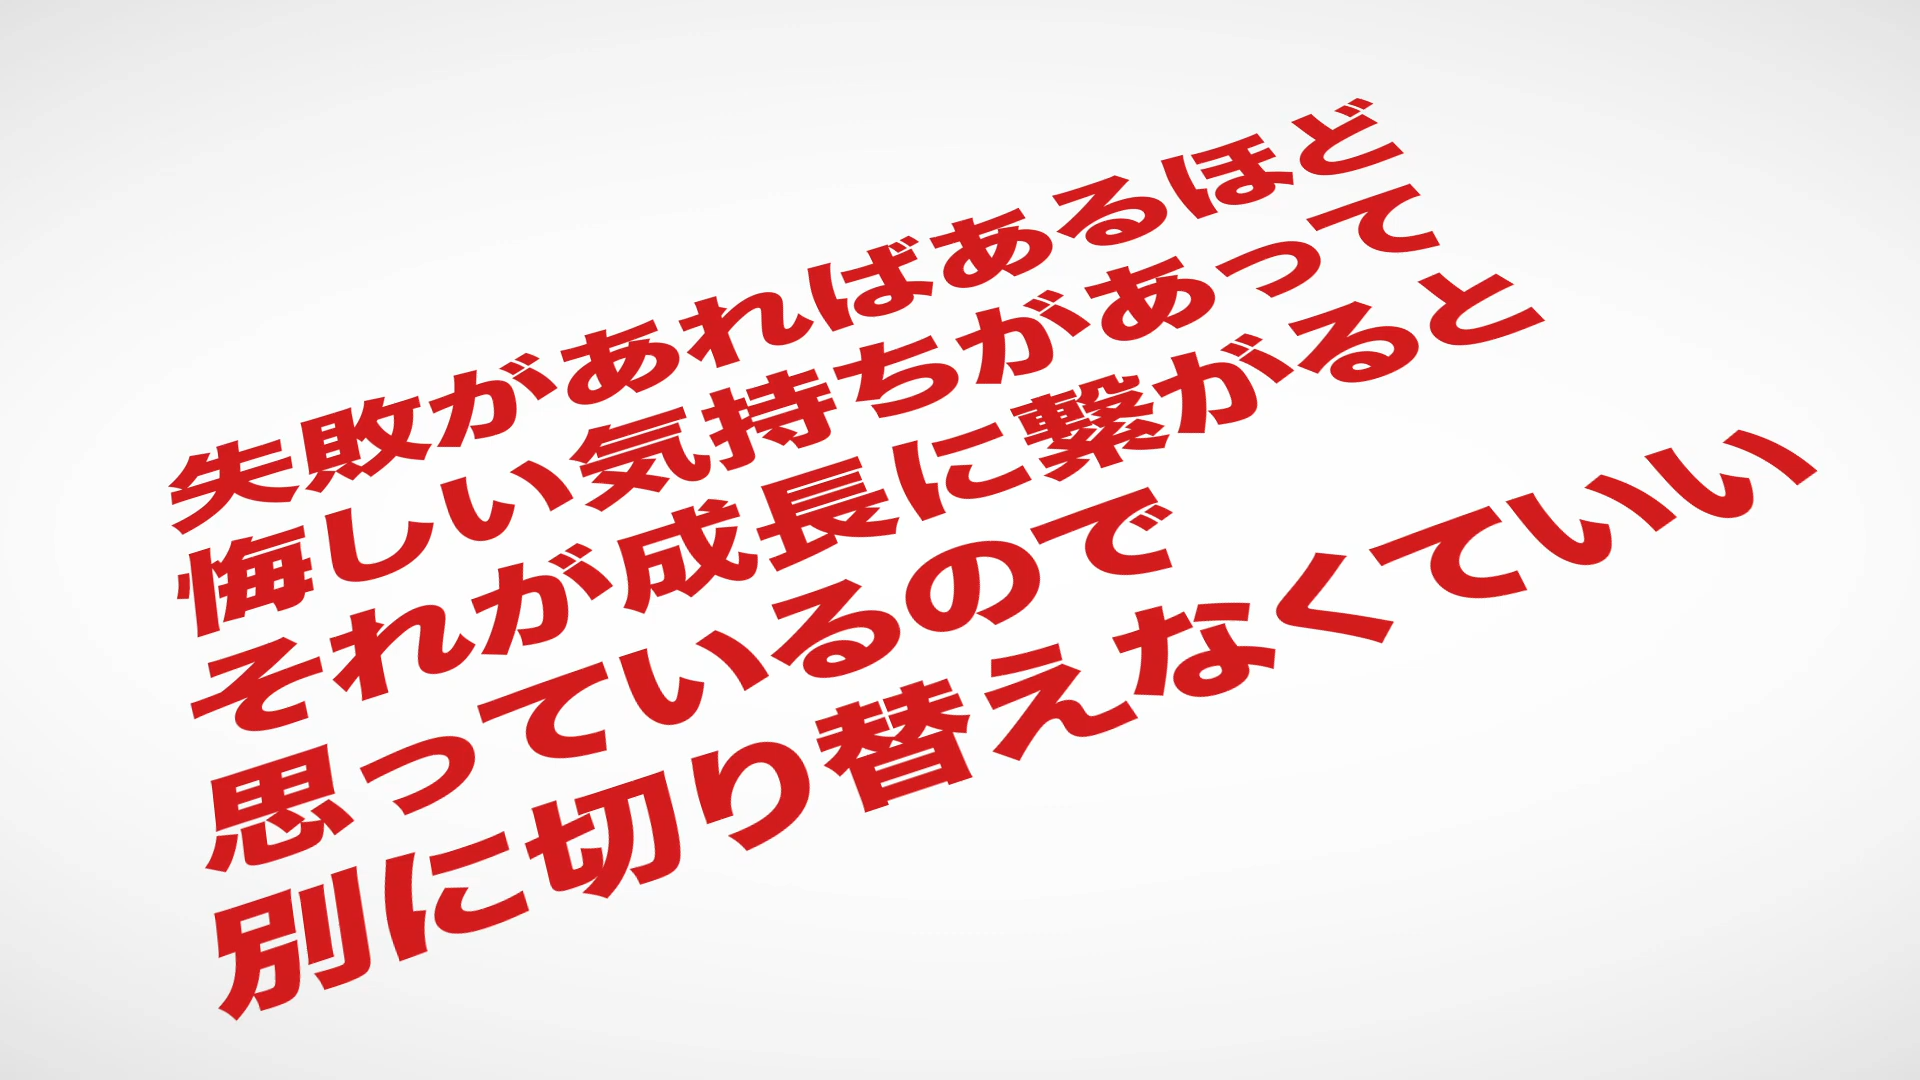 失敗があればあるほど
悔しい気持ちがあって
それが成長に繋がると
思っているので
別に切り替えなくていい